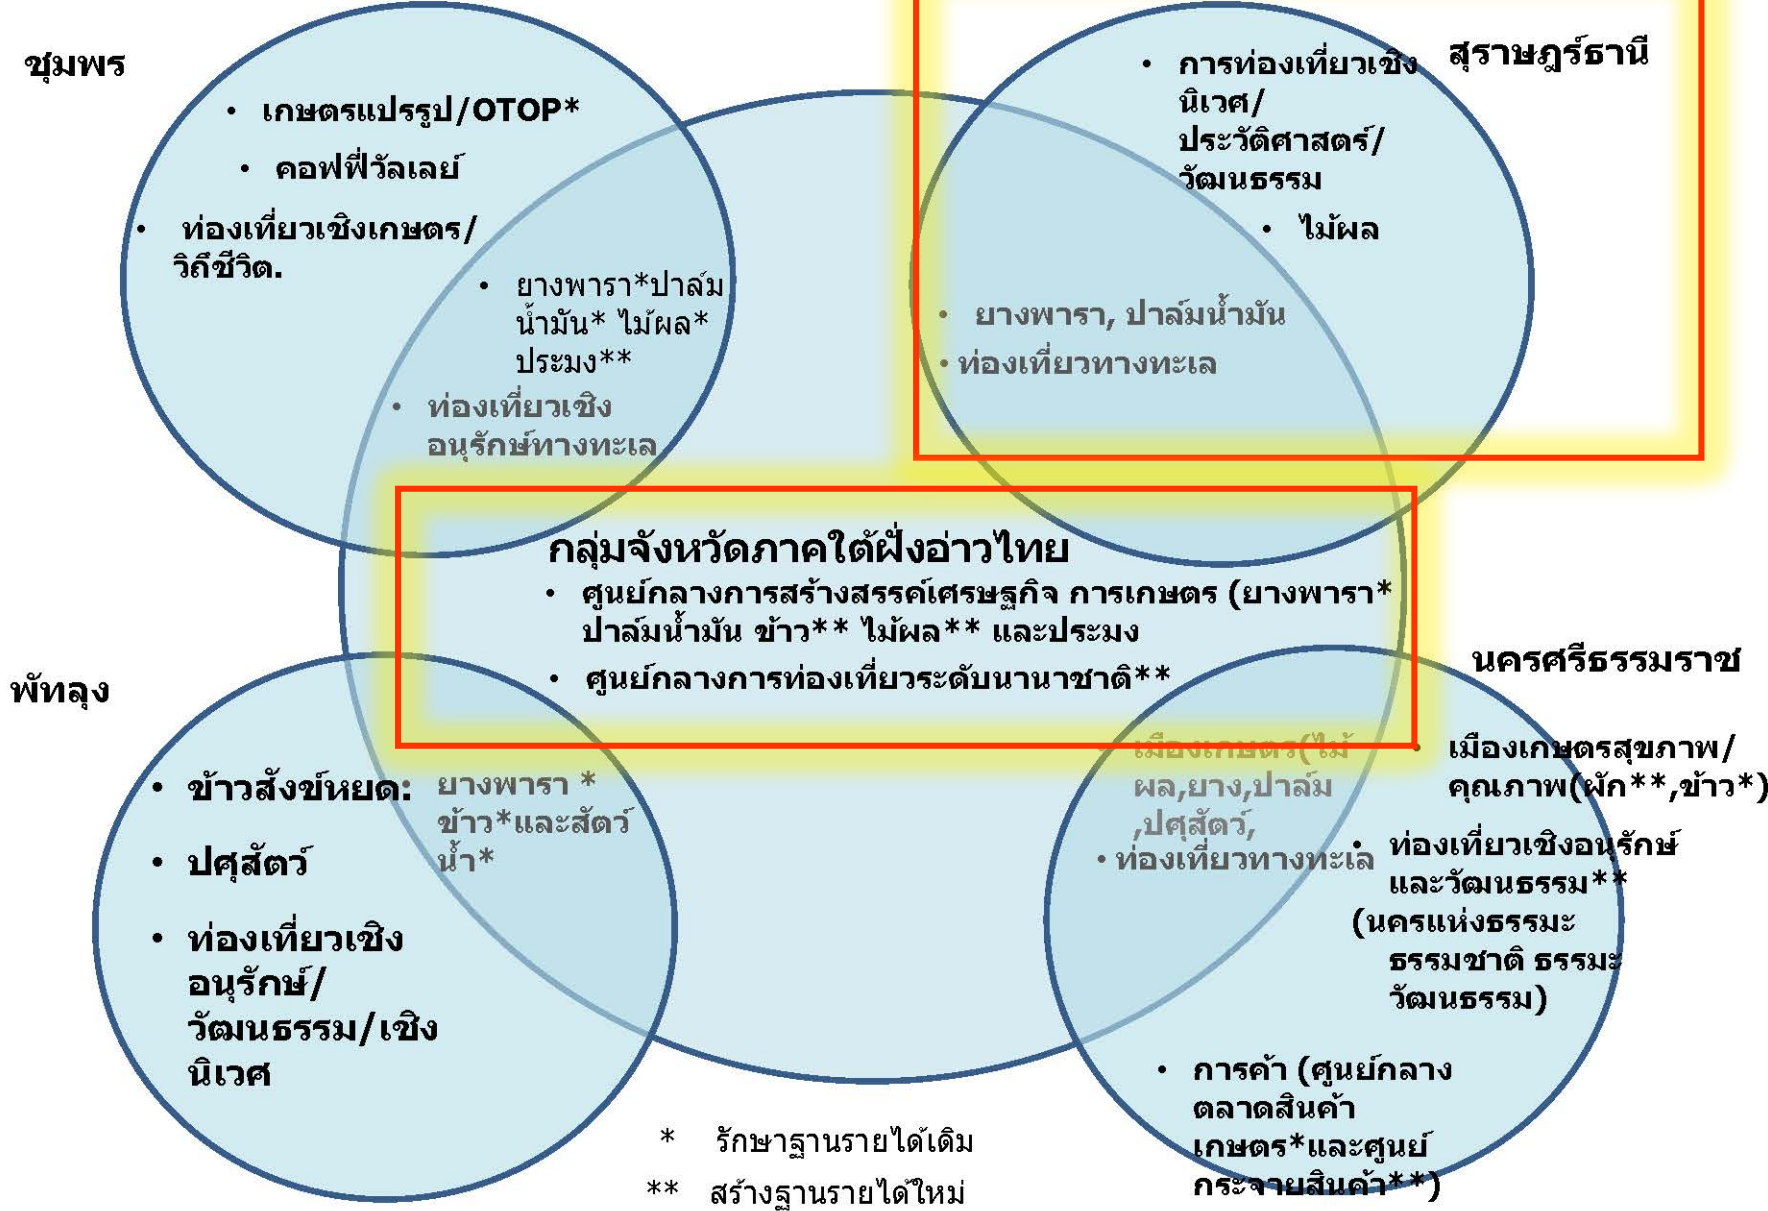 ชุมพร
• เกษตรแปรรูป/OTOP*
• คอฟฟี่วัลเลย์
• ท่องเที่ยวเชิงเกษตร/
วิถีชีวิต.
• ยางพารา*ปาล์ม
น้ำมัน* ไม้ผล*
ประมง**
• ท่องเที่ยวเชิง
อนุรักษ์ทางทะเล
สุราษฎร์ธานี
• การท่องเที่ยวเชิง
นิเวศ/
ประวัติศาสตร์/
วัฒนธรรม
• ไม้ผล
• ยางพารา, ปาล์มน้ำมัน
• ท่องเที่ยวทางทะเล
กลุ่มจังหวัดภาคใต้ฝั่งอ่าวไทย
• ศูนย์กลางการสร้างสรรค์เศรษฐกิจ การเกษตร (ยางพารา*
ปาล์มน้ำมัน ข้าว** ไม้ผล** และประมง
• ศูนย์กลางการท่องเที่ยวระดับนานาชาติ**
พัทลุง
• ข้าวสังข์หยด:
• ปศุสัตว์
• ท่องเที่ยวเชิง
อนุรักษ์/
วัฒนธรรม/เชิง
นิเวศ
ยางพารา *
ข้าว*และสัตว์
น้ำ*
นครศรีธรรมราช
• เมืองเกษตร(ไม้
ผล,ยาง,ปาล์ม
,ปศุสัตว์,
• ท่องเที่ยวทางทะเล
• เมืองเกษตรสุขภาพ/
คุณภาพ(ผัก**,ข้าว*)
• ท่องเที่ยวเชิงอนุรักษ์
และวัฒนธรรม**
(นครแห่งธรรมะ
ธรรมชาติ ธรรมะ
วัฒนธรรม)
• การค้า (ศูนย์กลาง
ตลาดสินค้า
เกษตร*และศูนย์
กระจายสินค้า**)
* รักษาฐานรายได้เดิม
** สร้างฐานรายได้ใหม่